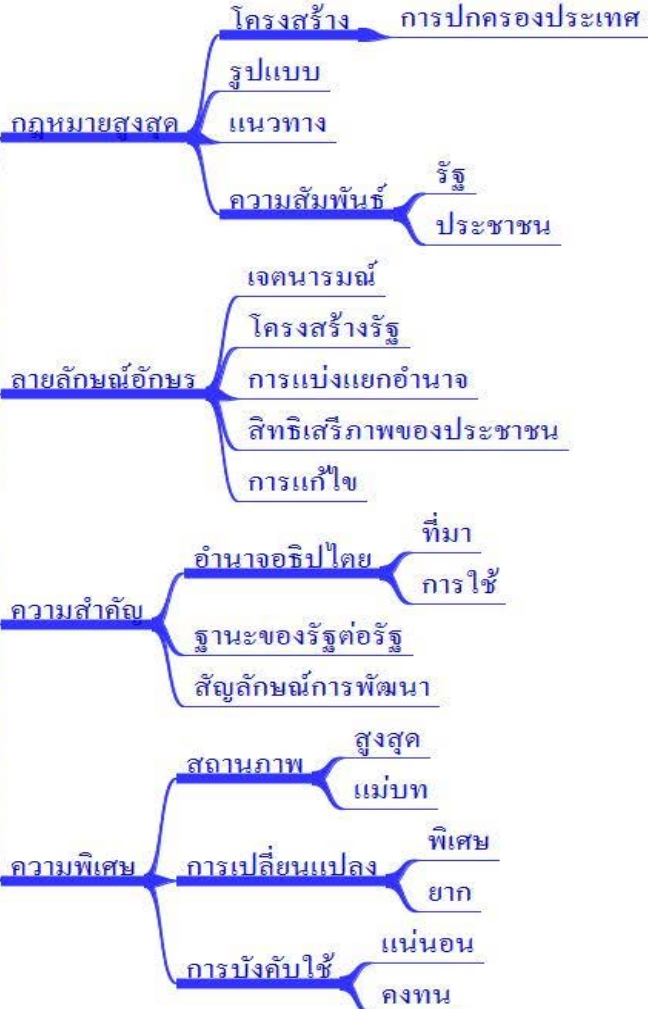 กฎหมายสูงสุด
โครงสร้าง
การปกครองประเทศ
รูปแบบ
แนวทาง
ความสัมพันธ์
รัฐ
ประชาชน
ลายลักษณ์อักษร
เจตนารมณ์
โครงสร้างรัฐ
การแบ่งแยกอำนาจ
สิทธิเสรีภาพของประชาชน
การแก้ไข
ความสำคัญ
อำนาจอธิปไตย
ที่มา
การใช้
ฐานะของรัฐต่อรัฐ
สัญลักษณ์การพัฒนา
ความพิเศษ
สถานภาพ
สูงสุด
แม่บท
การเปลี่ยนแปลง
พิเศษ
ยาก
การบังคับใช้
แน่นอน
คงทน